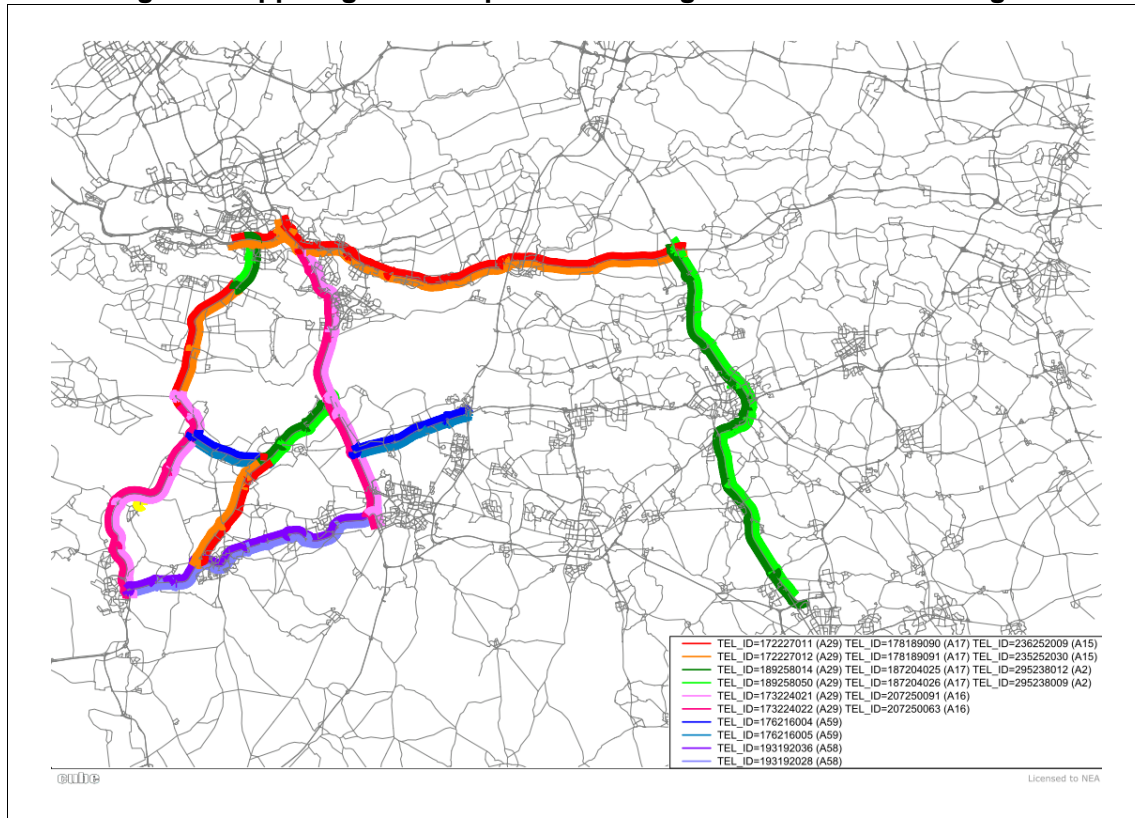 TEL_ID=172227011 (A29) TEL_ID=178189090 (A17) TEL_ID=236252009 (A15)
TEL_ID=172227012 (A29) TEL_ID=178189091 (A17) TEL_ID=235252030 (A15)
TEL_ID=189258014 (A29) TEL_ID=187204025 (A17) TEL_ID=295238012 (A2)
TEL_ID=189258050 (A29) TEL_ID=187204026 (A17) TEL_ID=295238009 (A2)
TEL_ID=173224021 (A29) TEL_ID=207250091 (A16)
TEL_ID=173224022 (A29) TEL_ID=207250063 (A16)
TEL_ID=176216004 (A59)
TEL_ID=176216005 (A59)
TEL_ID=193192036 (A58)
TEL_ID=193192028 (A58)
cube
Licensed to NEA